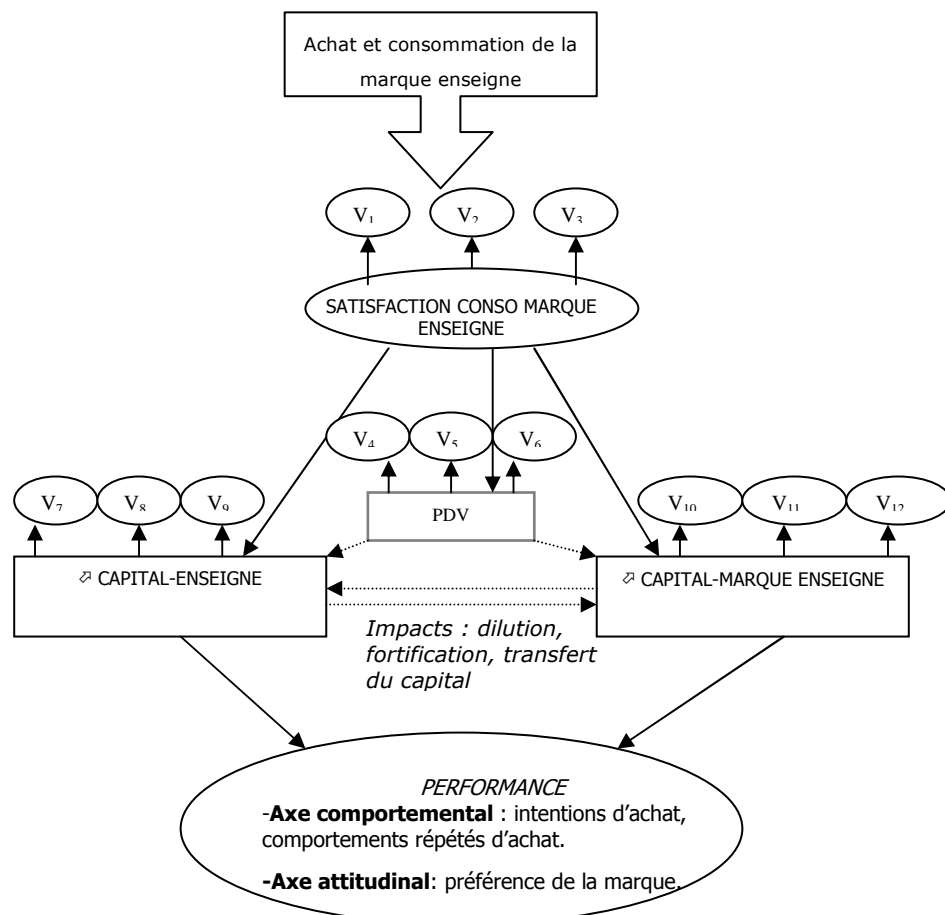 Achat et consommation de la
marque enseigne
V₁ V₂ V₃
SATISFACTION CONSO MARQUE
ENSEIGNE
V₄ V₅ V₆
V₇ V₈ V₉
PDV
V₁₀ V₁₁ V₁₂
⬀ CAPITAL-ENSEIGNE
⬀ CAPITAL-MARQUE ENSEIGNE
Impacts : dilution,
fortification, transfert
du capital
PERFORMANCE
-Axe comportemental : intentions d’achat,
comportements répétés d’achat.
-Axe attitudinal: préférence de la marque.